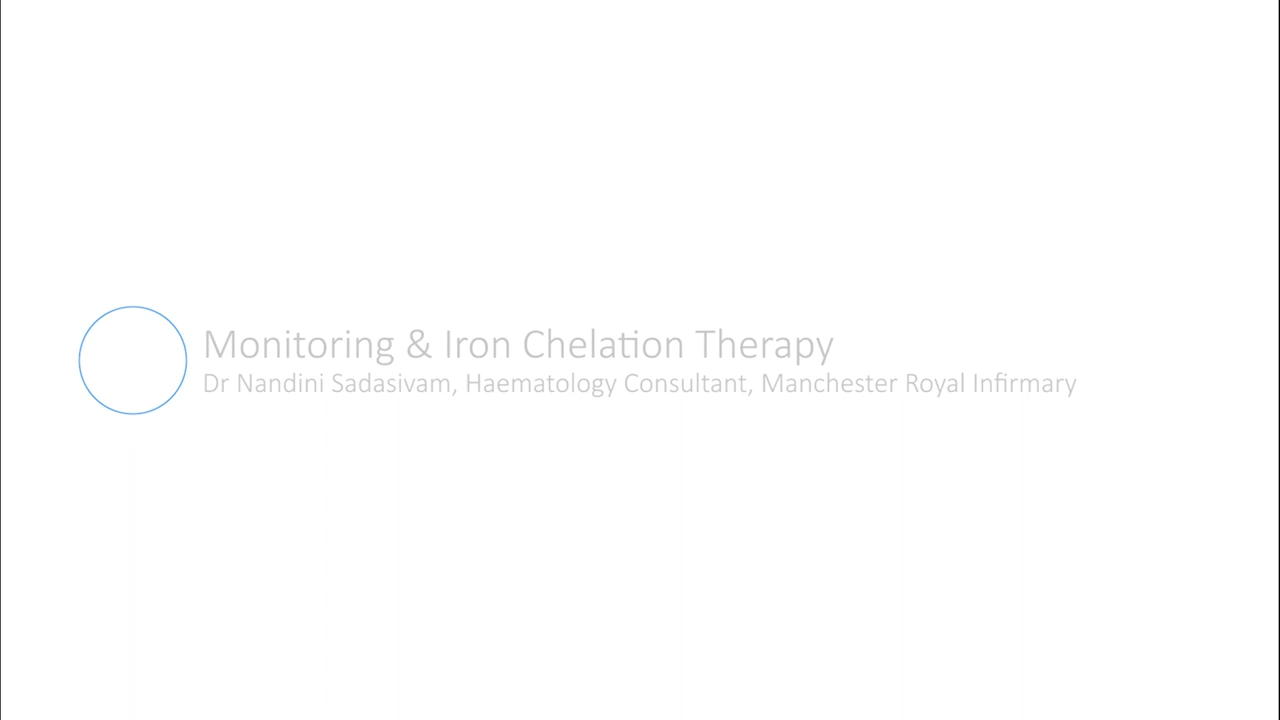 Monitoring & Iron Chelation Therapy
Dr Nandini Sadasivam, Haematology Consultant, Manchester Royal Infirmary